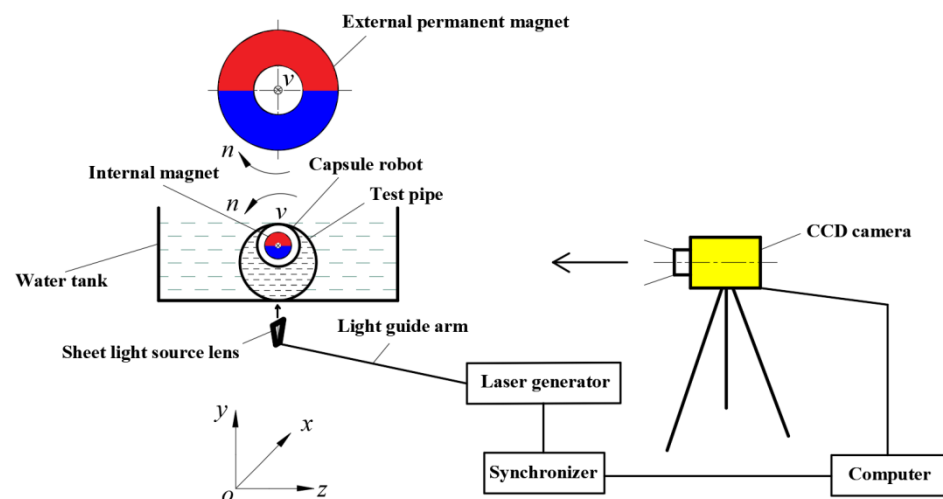 External permanent magnet
v
n
Capsule robot
Internal magnet
Test pipe
n
v
CCD camera
Water tank
Light guide arm
Sheet light source lens
Laser generator
y
x
Synchronizer
Computer
o
z